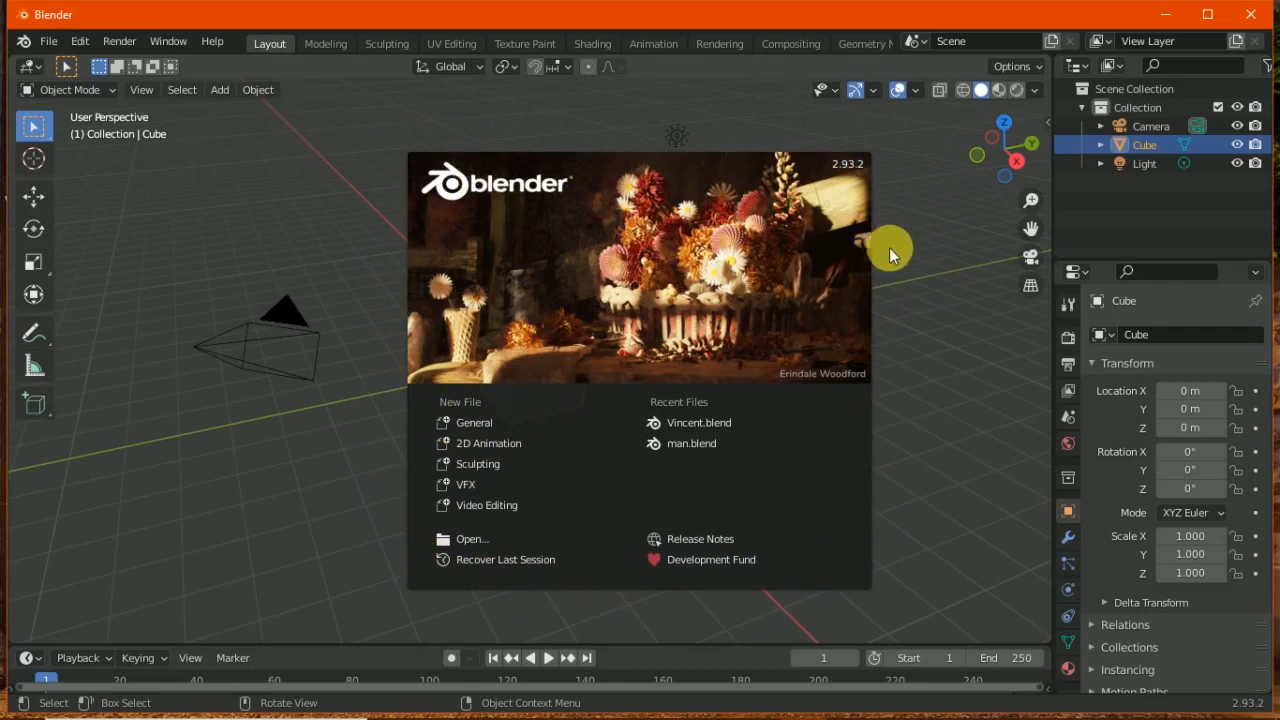 Blender
File Edit Render Window Help Layout Modeling Sculpting UV Editing Texture Paint Shading Animation Rendering Compositing Geometry N Scene View Layer
Global Options
Object Mode View Select Add Object
User Perspective
(1) Collection | Cube
Z
Y
X
Scene Collection
Collection
Camera
Cube
Light
blender
2.93.2
Erindale Woodford
New File
General
2D Animation
Sculpting
VFX
Video Editing
Open...
Recover Last Session
Recent Files
Vincent.blend
man.blend
Release Notes
Development Fund
Cube
Cube
Transform
Location X 0 m
Y 0 m
Z 0 m
Rotation X 0°
Y 0°
Z 0°
Mode XYZ Euler
Scale X 1.000
Y 1.000
Z 1.000
Delta Transform
Relations
Collections
Instancing
Motion Paths
Playback Keying View Marker 1 Start 1 End 250
1 20 40 60 80 100 120 140 160 180 200 220 240
Select Box Select Rotate View Object Context Menu 2.93.2